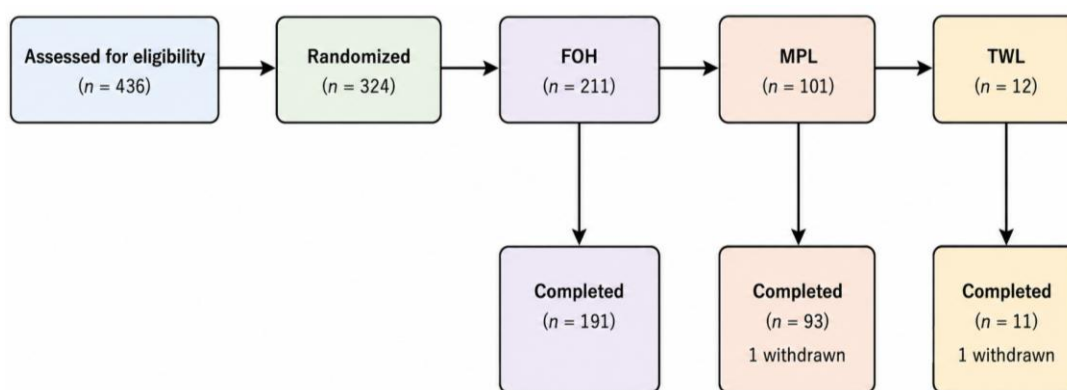 Assessed for eligibility
(n = 436)
Randomized
(n = 324)
FOH
(n = 211)
MPL
(n = 101)
TWL
(n = 12)
Completed
(n = 191)
Completed
(n = 93)
1 withdrawn
Completed
(n = 11)
1 withdrawn